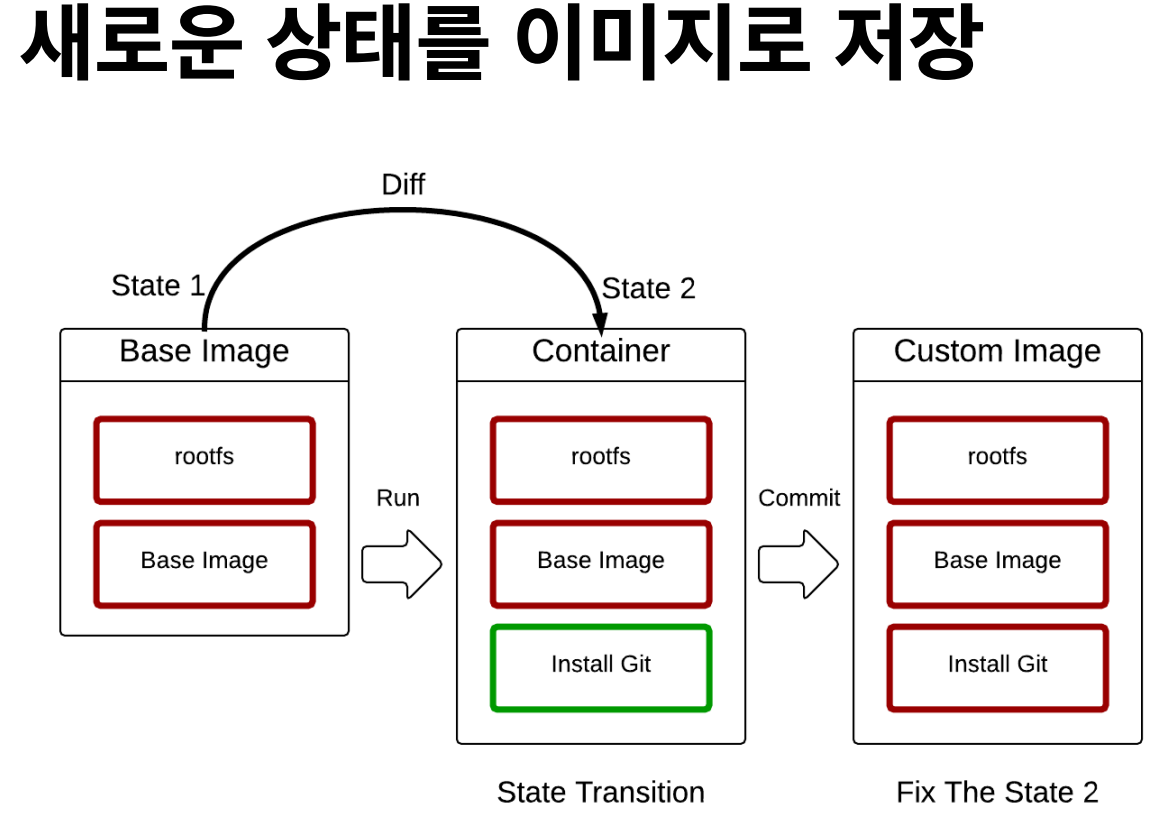 새로운 상태를 이미지로 저장
Diff
State 1
State 2
Base Image
rootfs
Base Image
Run
Container
rootfs
Base Image
Install Git
State Transition
Commit
Custom Image
rootfs
Base Image
Install Git
Fix The State 2